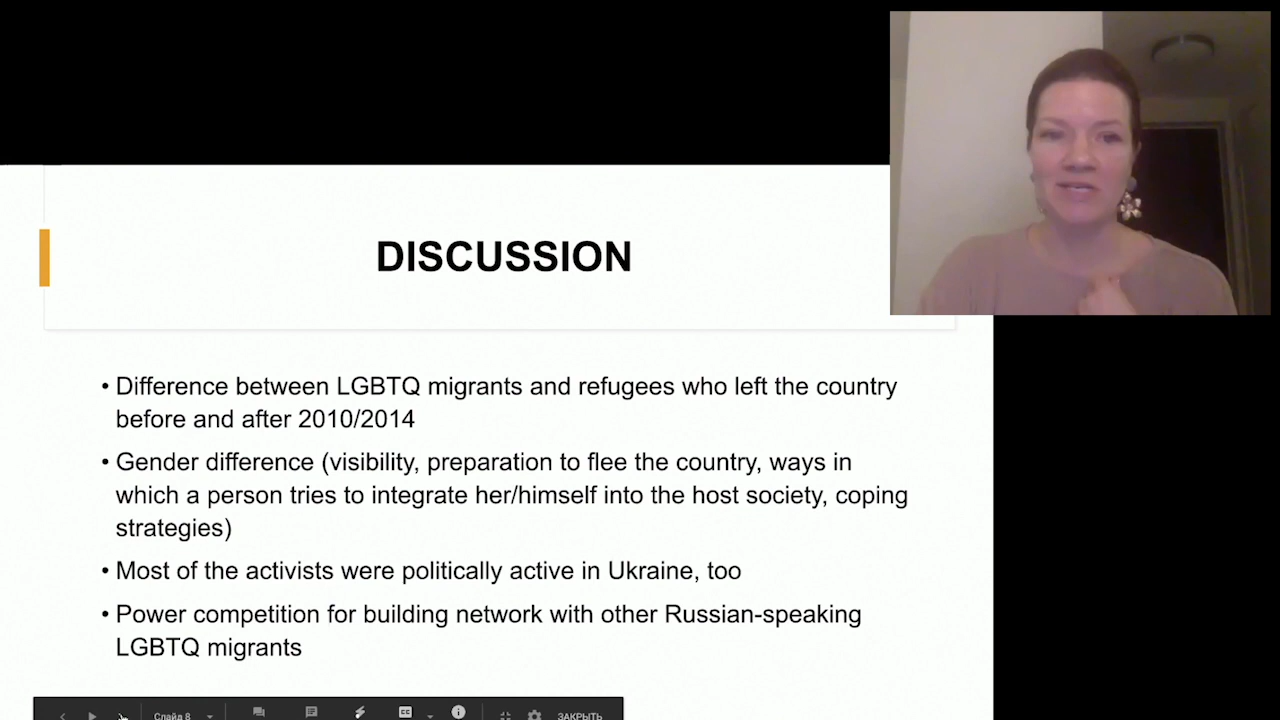 DISCUSSION
• Difference between LGBTQ migrants and refugees who left the country
before and after 2010/2014
• Gender difference (visibility, preparation to flee the country, ways in
which a person tries to integrate her/himself into the host society, coping
strategies)
• Most of the activists were politically active in Ukraine, too
• Power competition for building network with other Russian-speaking
LGBTQ migrants
Слайд 8 CC ЗАКРЫТЬ